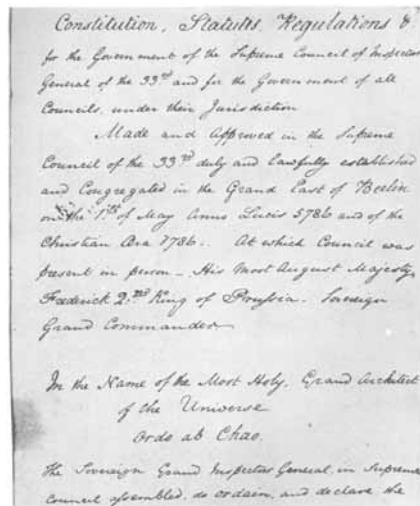 Constitution, Statutes, Regulations &.
for the Government of the Supreme Council of Inspectors
General of the 33rd and for the Government of all
Councils, under their Jurisdiction
Made and Approved in the Supreme
Council of the 33rd duly and lawfully established
and Congregated in the Grand East of Berlin
on the 1st of May Anno Lucis 5786 and of the
Christian Æra 1786. At which Council was
present in person - His Most August Majesty,
Frederick 2.nd King of Prussia. Sovereign
Grand Commander
In the Name of the Most Holy, Grand Architect
of the Universe
Ordo ab Chao.
The Sovereign Grand Inspectors General, in Supreme
Council assembled, do ordain, and declare the